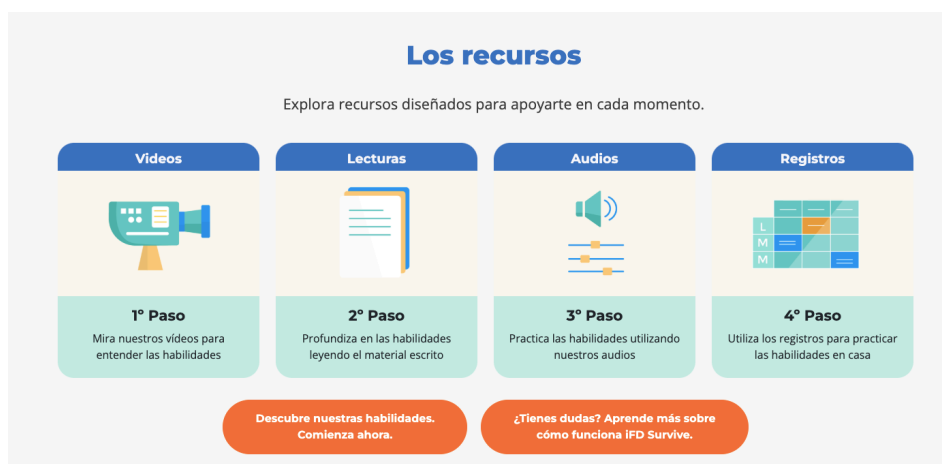 Los recursos
Explora recursos diseñados para apoyarte en cada momento.
Videos
1º Paso
Mira nuestros vídeos para
entender las habilidades
Lecturas
2º Paso
Profundiza en las habilidades
leyendo el material escrito
Audios
3º Paso
Practica las habilidades utilizando
nuestros audios
Registros
L
M
M
4º Paso
Utiliza los registros para practicar
las habilidades en casa
Descubre nuestras habilidades.
Comienza ahora.
¿Tienes dudas? Aprende más sobre
cómo funciona iFD Survive.